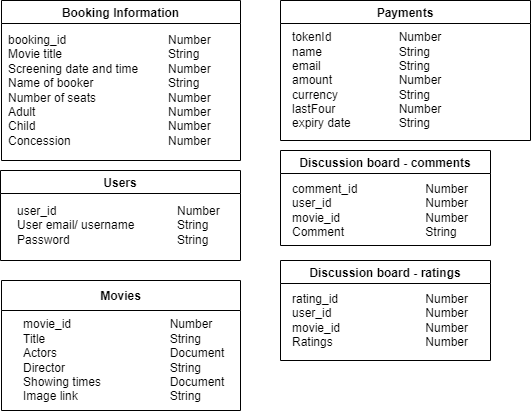 Booking Information
booking_id Number
Movie title String
Screening date and time Number
Name of booker String
Number of seats Number
Adult Number
Child Number
Concession Number
Users
user_id Number
User email/ username String
Password String
Movies
movie_id Number
Title String
Actors Document
Director String
Showing times Document
Image link String
Payments
tokenId Number
name String
email String
amount Number
currency String
lastFour Number
expiry date String
Discussion board - comments
comment_id Number
user_id Number
movie_id Number
Comment String
Discussion board - ratings
rating_id Number
user_id Number
movie_id Number
Ratings Number